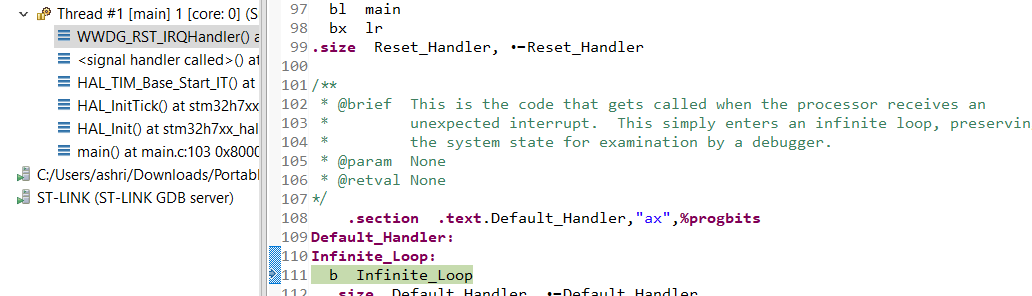 Thread #1 [main] 1 [core: 0] (S
WWDG_RST_IRQHandler() a
<signal handler called>() at
HAL_TIM_Base_Start_IT() at
HAL_InitTick() at stm32h7xx
HAL_Init() at stm32h7xx_hal
main() at main.c:103 0x8000
C:/Users/ashri/Downloads/Portabl
ST-LINK (ST-LINK GDB server)
97 bl main
98 bx lr
99 .size Reset_Handler, .-Reset_Handler
100
101 /**
102 * @brief This is the code that gets called when the processor receives an
103 * unexpected interrupt. This simply enters an infinite loop, preservin
104 * the system state for examination by a debugger.
105 * @param None
106 * @retval None
107 */
108 .section .text.Default_Handler,"ax",%progbits
109 Default_Handler:
110 Infinite_Loop:
111 b Infinite_Loop
112 .size Default_Handler, .-Default_Handler